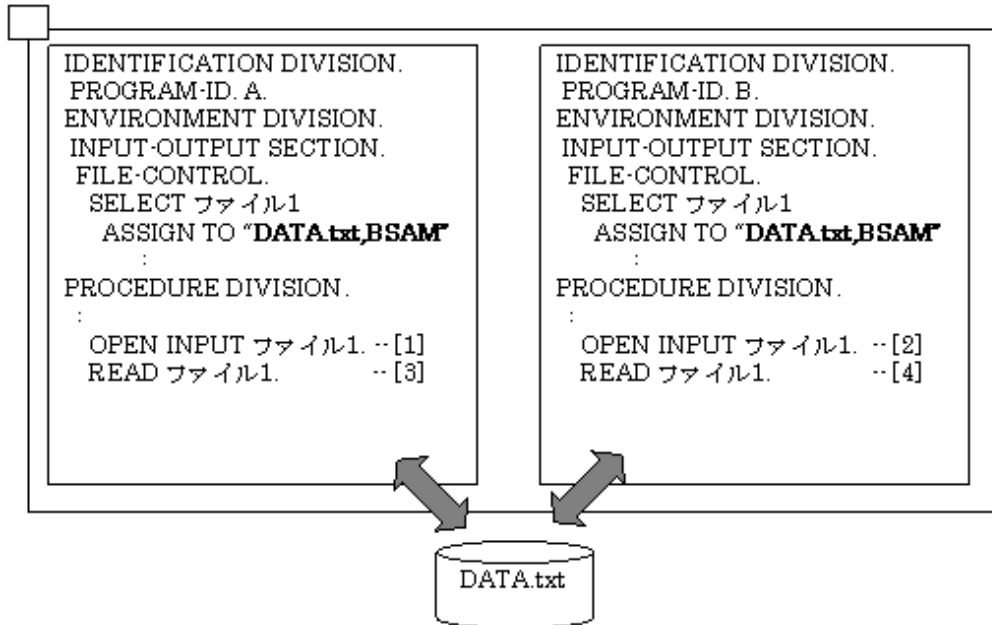 IDENTIFICATION DIVISION.
PROGRAM-ID. A.
ENVIRONMENT DIVISION.
INPUT-OUTPUT SECTION.
FILE-CONTROL.
SELECT ファイル1
ASSIGN TO “DATA.txt,BSAM”
:
PROCEDURE DIVISION.
:
OPEN INPUT ファイル1. --[1]
READ ファイル1. --[3]
IDENTIFICATION DIVISION.
PROGRAM-ID. B.
ENVIRONMENT DIVISION.
INPUT-OUTPUT SECTION.
FILE-CONTROL.
SELECT ファイル1
ASSIGN TO “DATA.txt,BSAM”
:
PROCEDURE DIVISION.
:
OPEN INPUT ファイル1. --[2]
READ ファイル1. --[4]
DATA.txt